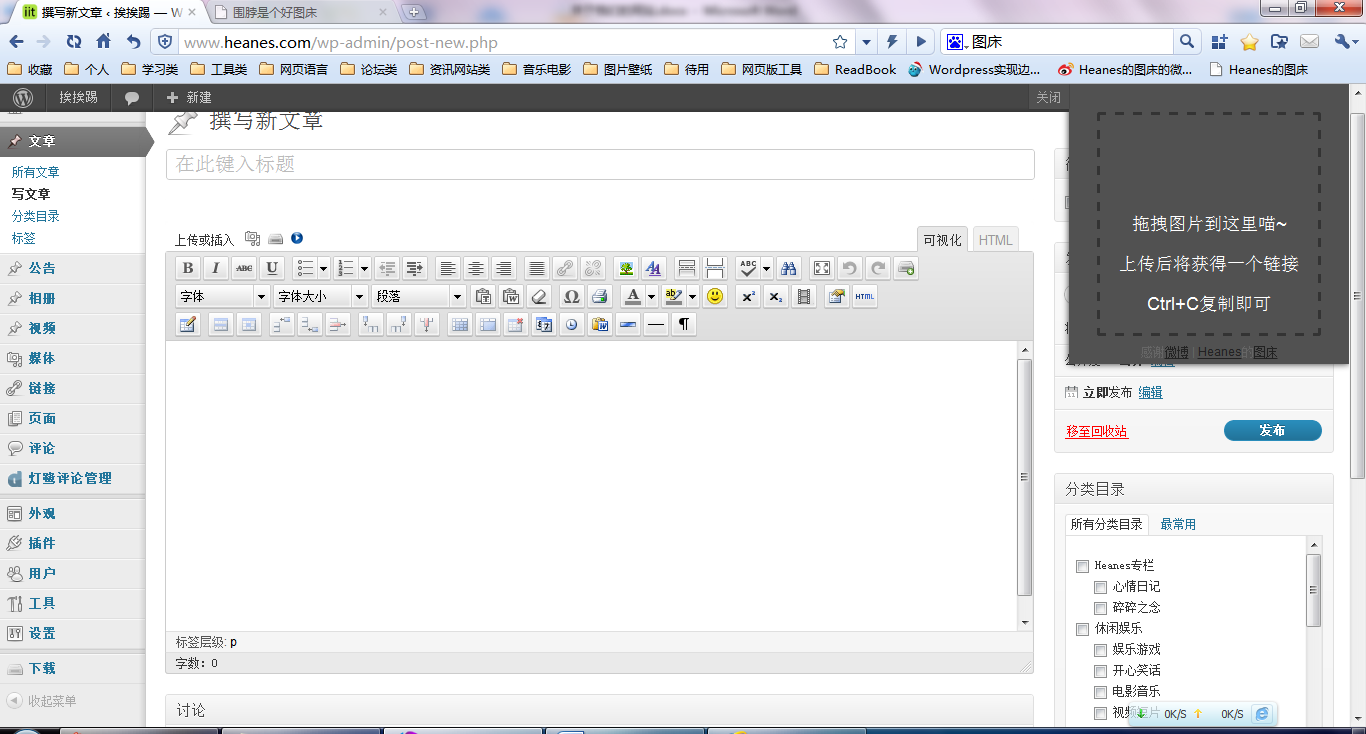 撰写新文章 ‹ 挨挨踢 — W
围脖是个好图床
www.heanes.com/wp-admin/post-new.php
图床
收藏
个人
学习类
工具类
网页语言
论坛类
资讯网站类
音乐电影
图片壁纸
待用
网页版工具
ReadBook
Wordpress实现边...
Heanes的图床的微...
Heanes的图床
挨挨踢
新建
关闭
撰写新文章
文章
所有文章
写文章
分类目录
标签
公告
相册
视频
媒体
链接
页面
评论
灯鹭评论管理
外观
插件
用户
工具
设置
下载
收起菜单
在此键入标题
上传或插入
可视化
HTML
B I ABC U
ABC
字体
字体大小
段落
HTML
标签层级: p
字数: 0
讨论
拖拽图片到这里喵~
上传后将获得一个链接
Ctrl+C复制即可
感谢微博 | Heanes的图床
立即发布 编辑
移至回收站
发布
分类目录
所有分类目录
最常用
Heanes专栏
心情日记
碎碎之念
休闲娱乐
娱乐游戏
开心笑话
电影音乐
视频短片
0K/S
0K/S